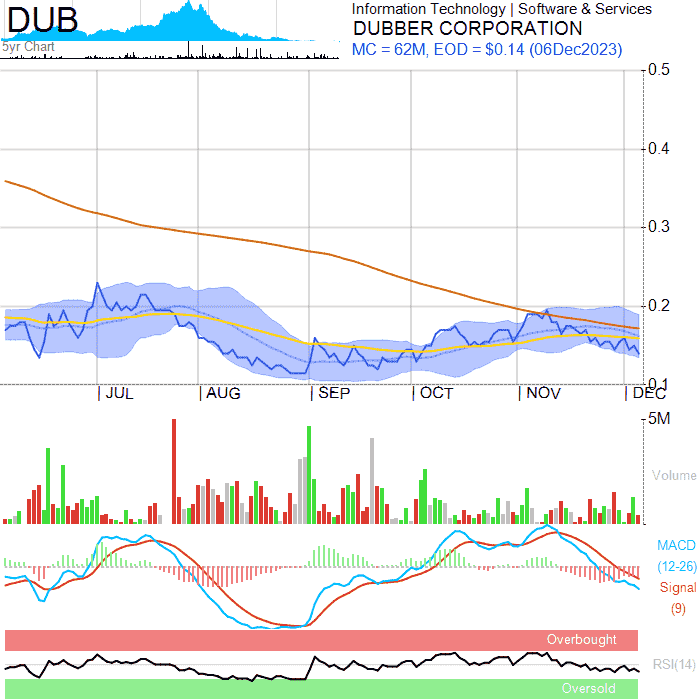 DUB
Information Technology | Software & Services
DUBBER CORPORATION
MC = 62M, EOD = $0.14 (06Dec2023)
5yr Chart
0.5
0.4
0.3
0.2
0.1
JUL
AUG
SEP
OCT
NOV
DEC
5M
Volume
MACD
(12-26)
Signal
(9)
Overbought
RSI(14)
Oversold